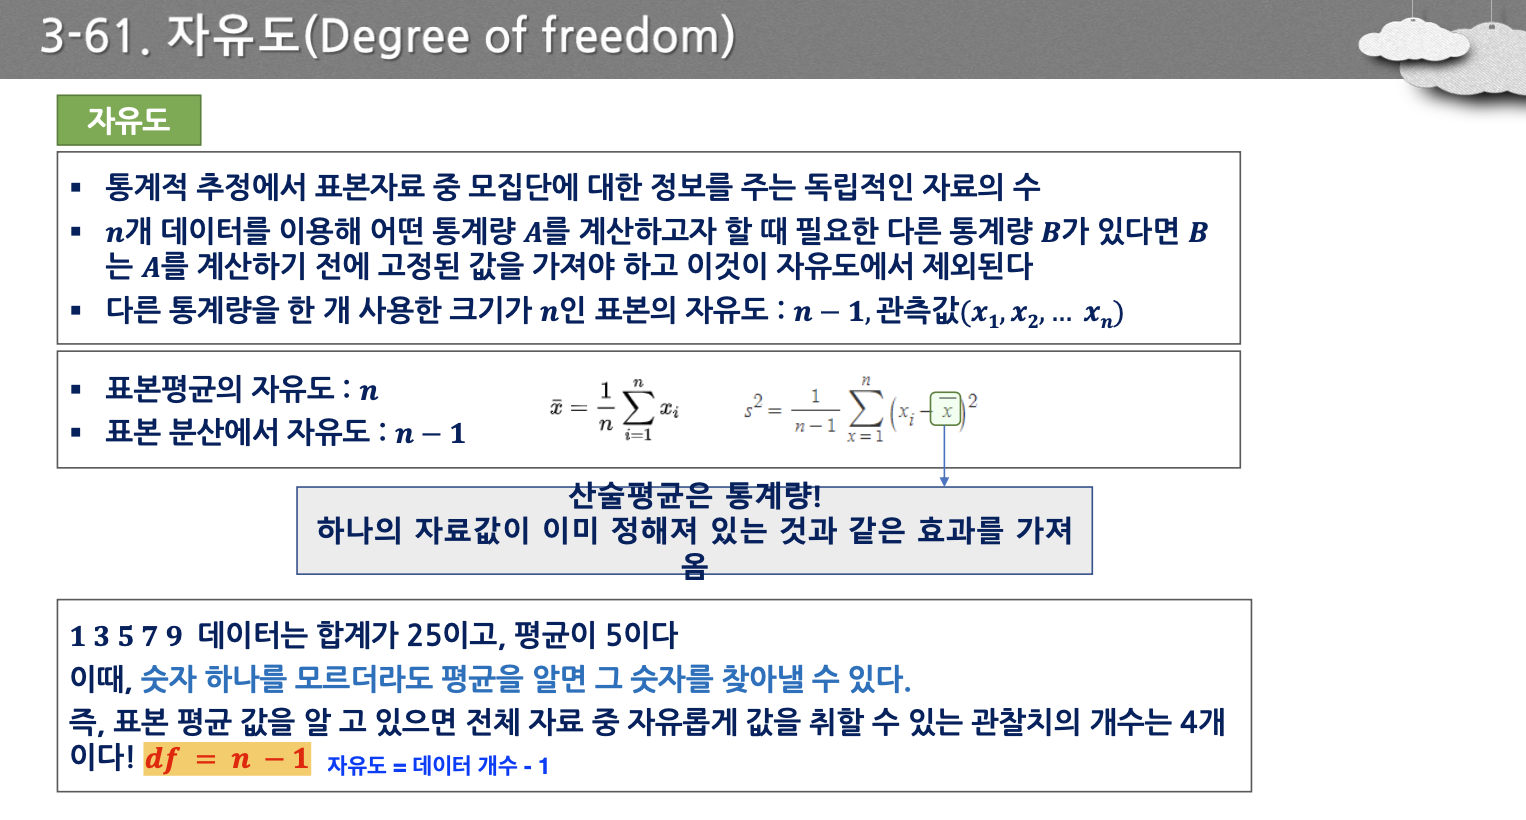 3-61. 자유도(Degree of freedom)
자유도
▪ 통계적 추정에서 표본자료 중 모집단에 대한 정보를 주는 독립적인 자료의 수
▪ n개 데이터를 이용해 어떤 통계량 A를 계산하고자 할 때 필요한 다른 통계량 B가 있다면 B
는 A를 계산하기 전에 고정된 값을 가져야 하고 이것이 자유도에서 제외된다
▪ 다른 통계량을 한 개 사용한 크기가 n인 표본의 자유도 : n − 1, 관측값(x₁, x₂, … xₙ)
▪ 표본평균의 자유도 : n
▪ 표본 분산에서 자유도 : n − 1
x̄ = 1/n ∑_{i=1}^{n} xᵢ
s² = 1/(n−1) ∑_{x=1}^{n} (xᵢ − x̄)²
산술평균은 통계량!
하나의 자료값이 이미 정해져 있는 것과 같은 효과를 가져
옴
1 3 5 7 9 데이터는 합계가 25이고, 평균이 5이다
이때, 숫자 하나를 모르더라도 평균을 알면 그 숫자를 찾아낼 수 있다.
즉, 표본 평균 값을 알 고 있으면 전체 자료 중 자유롭게 값을 취할 수 있는 관찰치의 개수는 4개
이다! df = n − 1 자유도 = 데이터 개수 - 1